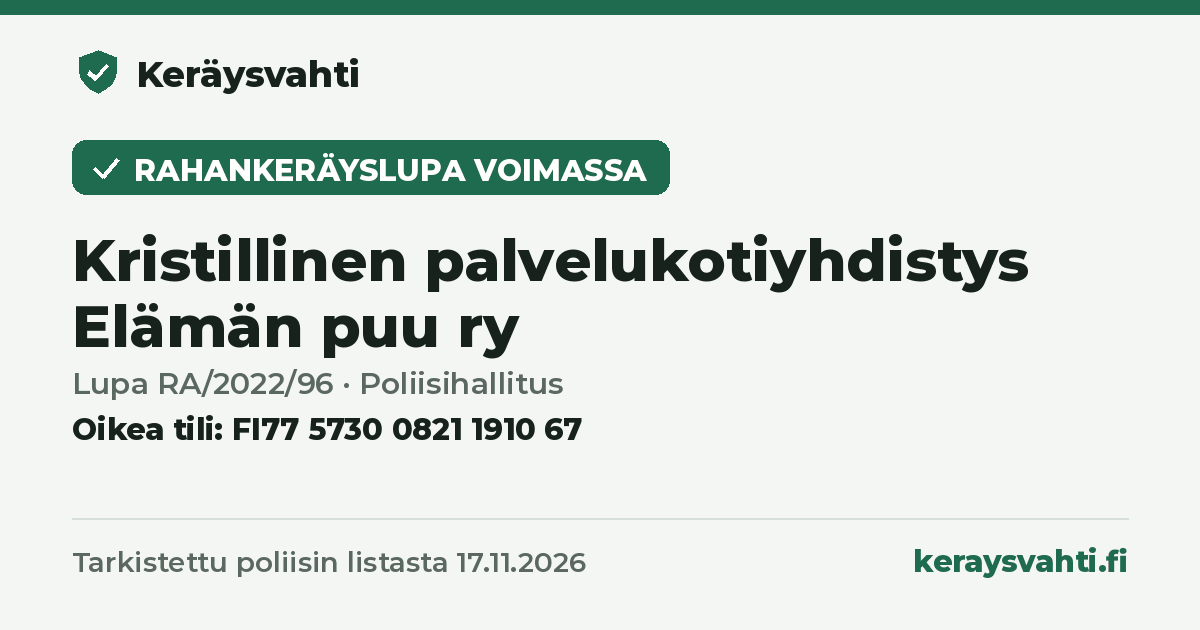 Keräysvahti
RAHANKERÄYSLUPA VOIMASSA
Kristillinen palvelukotiyhdistys
Elämän puu ry
Lupa RA/2022/96 · Poliisihallitus
Oikea tili: FI77 5730 0821 1910 67
Tarkistettu poliisin listasta 17.11.2026
keraysvahti.fi